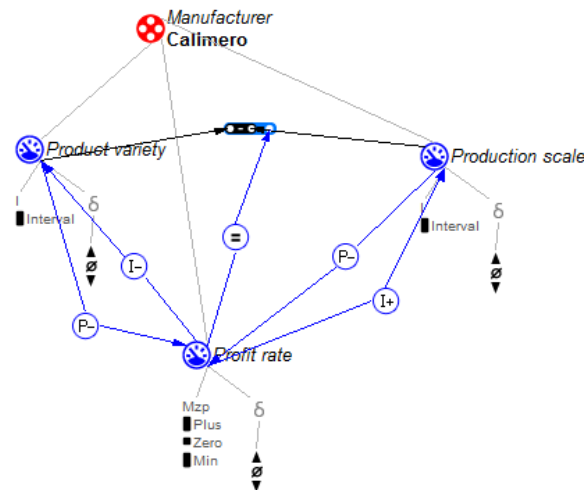 Manufacturer
Calimero
Product variety
Production scale
I
Interval
δ
Ø
I
Interval
δ
Ø
=
I−
P−
I+
P−
Profit rate
Mzp
Plus
Zero
Min
δ
Ø